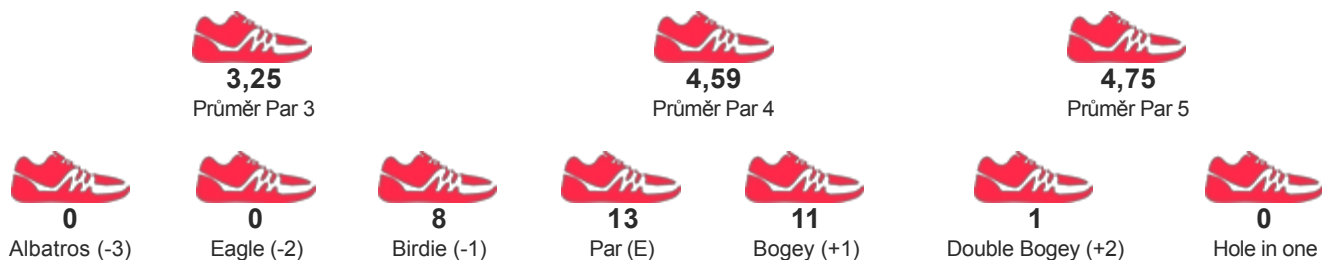 3,25
Průměr Par 3
4,59
Průměr Par 4
4,75
Průměr Par 5
0
Albatros (-3)
0
Eagle (-2)
8
Birdie (-1)
13
Par (E)
11
Bogey (+1)
1
Double Bogey (+2)
0
Hole in one